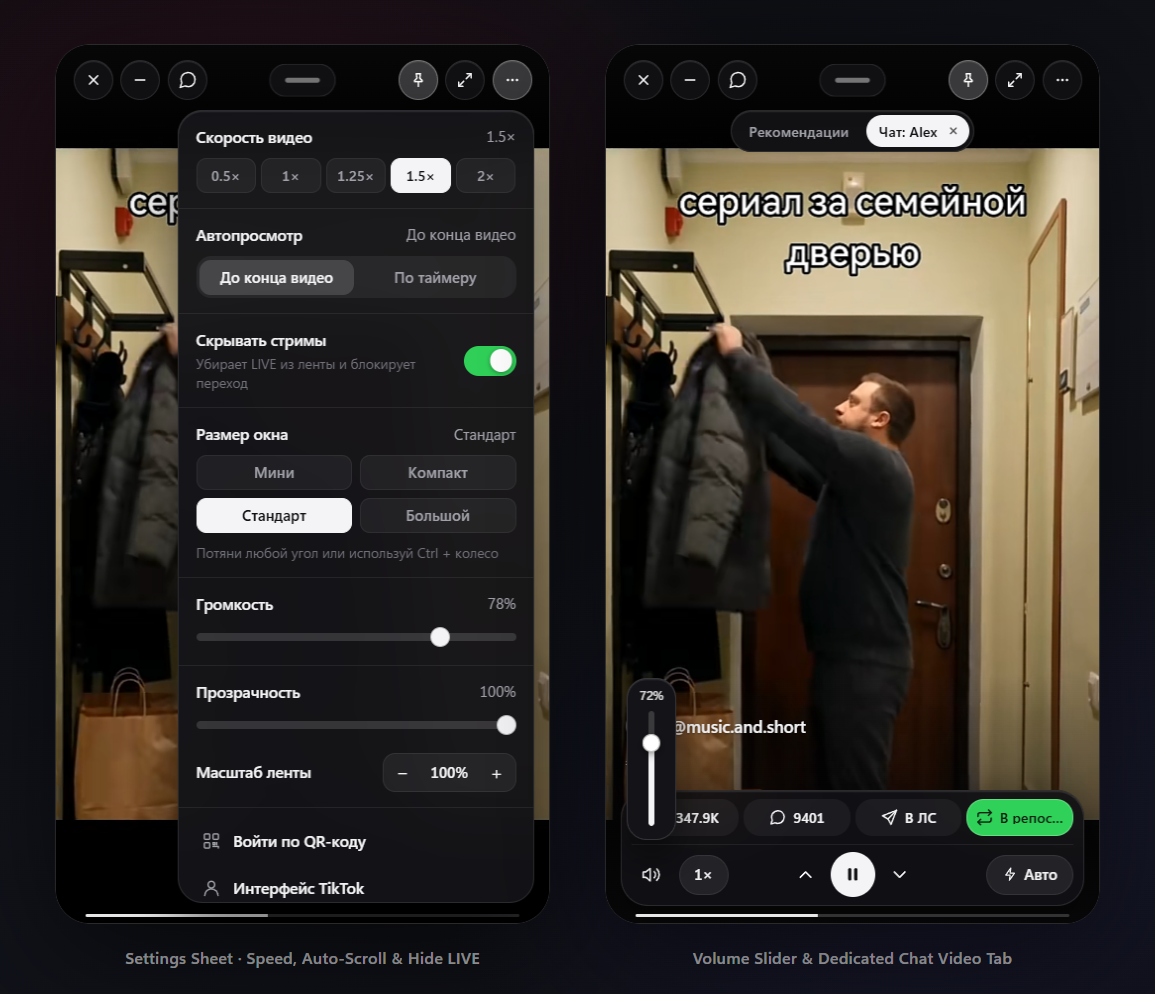 Скорость видео 1.5×
0.5× 1× 1.25× 1.5× 2×
Автопросмотр До конца видео
До конца видео По таймеру
Скрывать стримы
Убирает LIVE из ленты и блокирует
переход
Размер окна Стандарт
Мини Компакт
Стандарт Большой
Потяни любой угол или используй Ctrl + колесо
Громкость 78%
Прозрачность 100%
Масштаб ленты − 100% +
Войти по QR-коду
Интерфейс TikTok
Settings Sheet · Speed, Auto-Scroll & Hide LIVE
Рекомендации Чат: Alex ×
сериал за семейной
дверью
72%
@music.and.short
347.9K 9401 В ЛС В репос...
1× Авто
Volume Slider & Dedicated Chat Video Tab